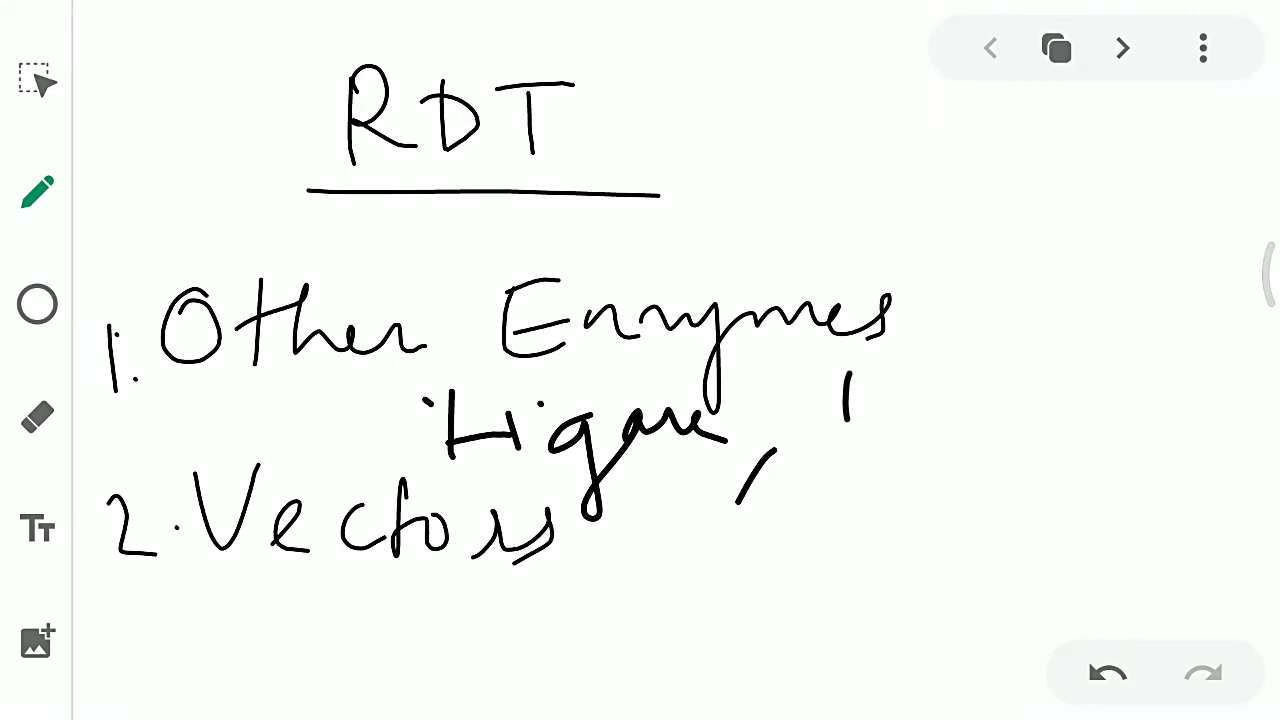 RDT
1. Other Enzymes
Ligase,
2. Vectors